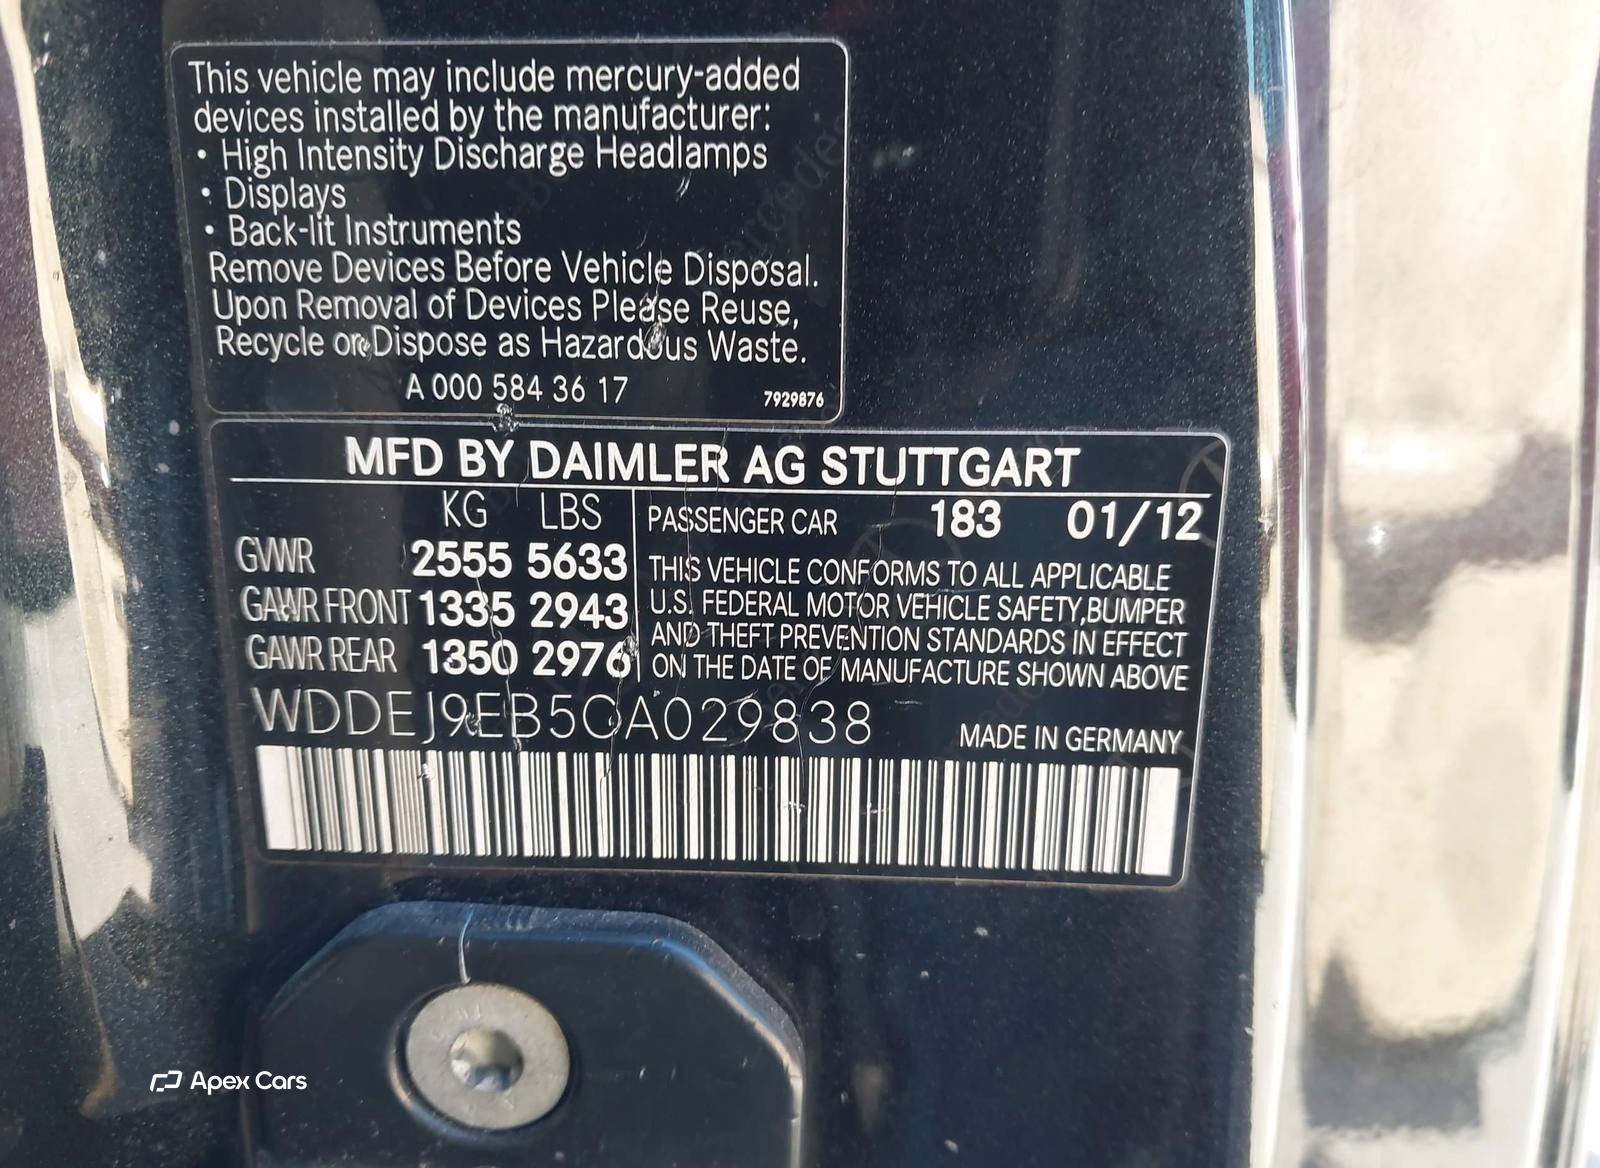 This vehicle may include mercury-added
devices installed by the manufacturer:
• High Intensity Discharge Headlamps
• Displays
• Back-lit Instruments
Remove Devices Before Vehicle Disposal.
Upon Removal of Devices Please Reuse,
Recycle or Dispose as Hazardous Waste.
A 000 584 36 17 7929876
MFD BY DAIMLER AG STUTTGART
KG LBS PASSENGER CAR 183 01/12
GVWR 2555 5633
GAWR FRONT 1335 2943
GAWR REAR 1350 2976
THIS VEHICLE CONFORMS TO ALL APPLICABLE
U.S. FEDERAL MOTOR VEHICLE SAFETY,BUMPER
AND THEFT PREVENTION STANDARDS IN EFFECT
ON THE DATE OF MANUFACTURE SHOWN ABOVE
WDDEJ9EB5CA029838
MADE IN GERMANY
Apex Cars